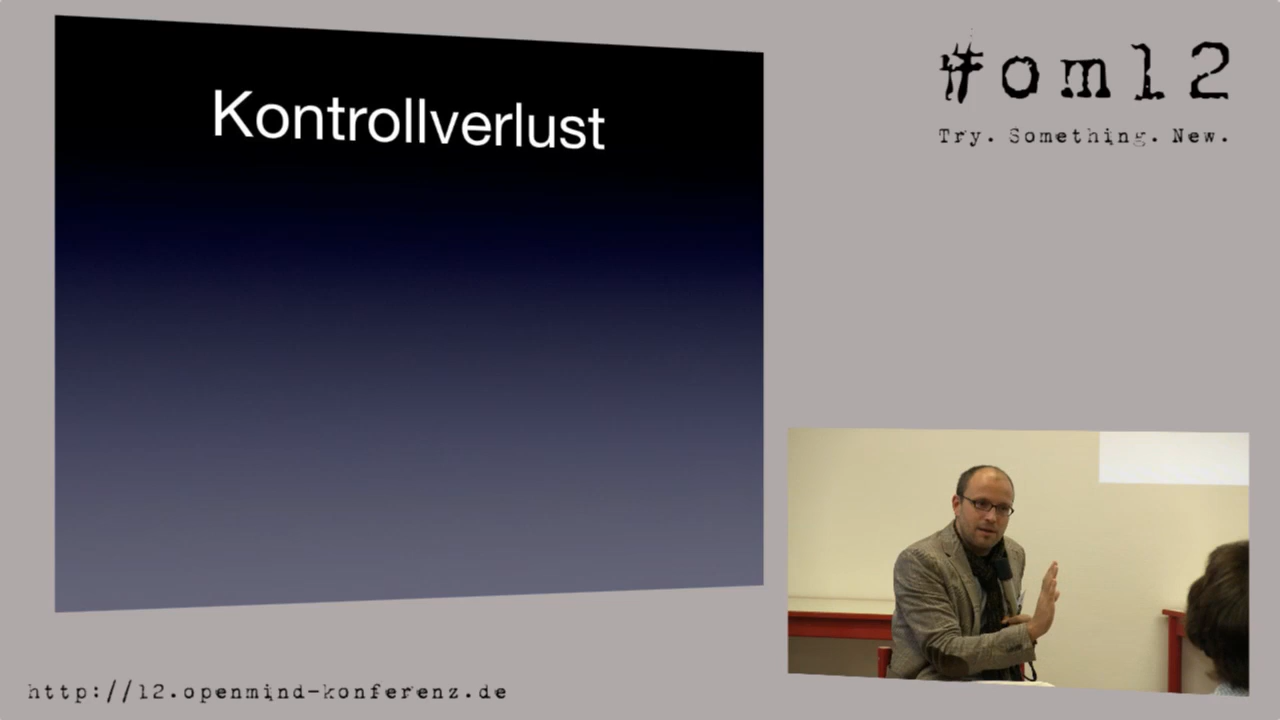 Kontrollverlust
#om12
Try. Something. New.
http://12.openmind-konferenz.de